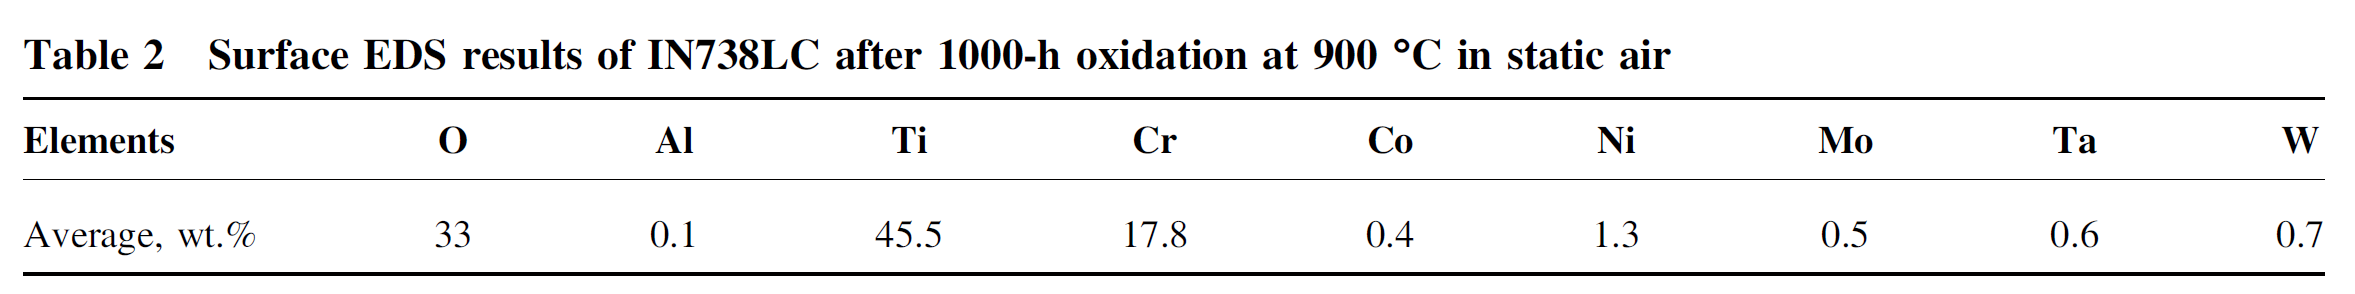 Table 2 Surface EDS results of IN738LC after 1000-h oxidation at 900 °C in static air
Elements O Al Ti Cr Co Ni Mo Ta W
Average, wt.% 33 0.1 45.5 17.8 0.4 1.3 0.5 0.6 0.7